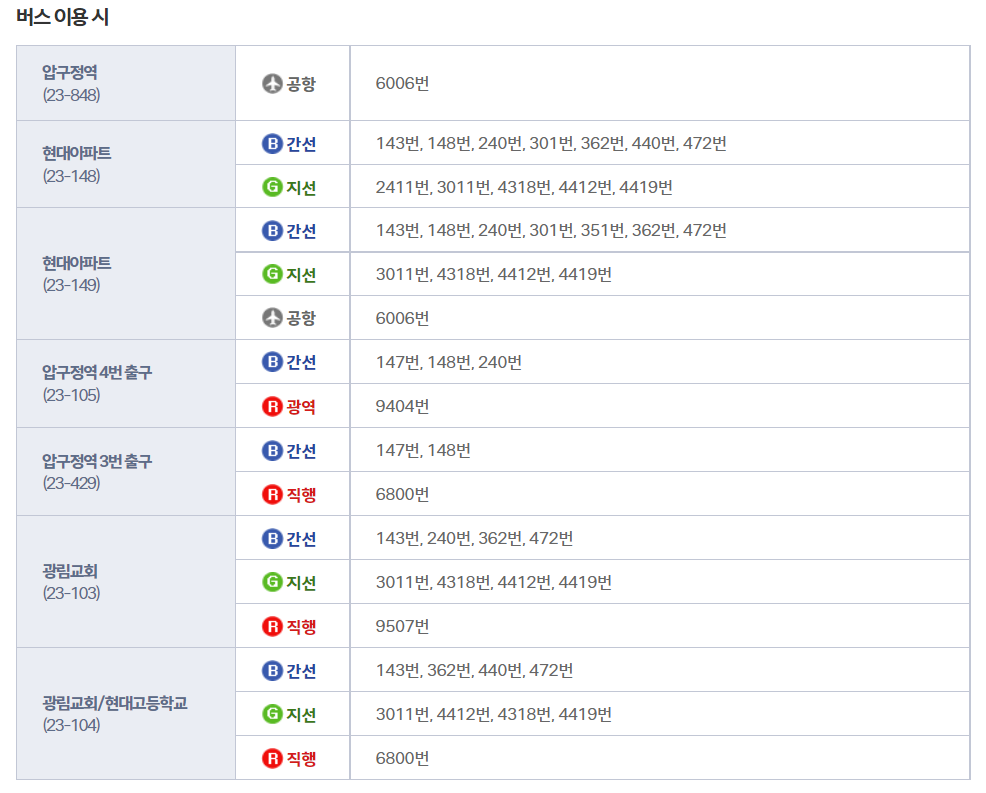 버스 이용 시
압구정역
(23-848)
공항
6006번
현대아파트
(23-148)
B 간선
143번, 148번, 240번, 301번, 362번, 440번, 472번
G 지선
2411번, 3011번, 4318번, 4412번, 4419번
현대아파트
(23-149)
B 간선
143번, 148번, 240번, 301번, 351번, 362번, 472번
G 지선
3011번, 4318번, 4412번, 4419번
공항
6006번
압구정역 4번 출구
(23-105)
B 간선
147번, 148번, 240번
R 광역
9404번
압구정역 3번 출구
(23-429)
B 간선
147번, 148번
R 직행
6800번
광림교회
(23-103)
B 간선
143번, 240번, 362번, 472번
G 지선
3011번, 4318번, 4412번, 4419번
R 직행
9507번
광림교회/현대고등학교
(23-104)
B 간선
143번, 362번, 440번, 472번
G 지선
3011번, 4412번, 4318번, 4419번
R 직행
6800번